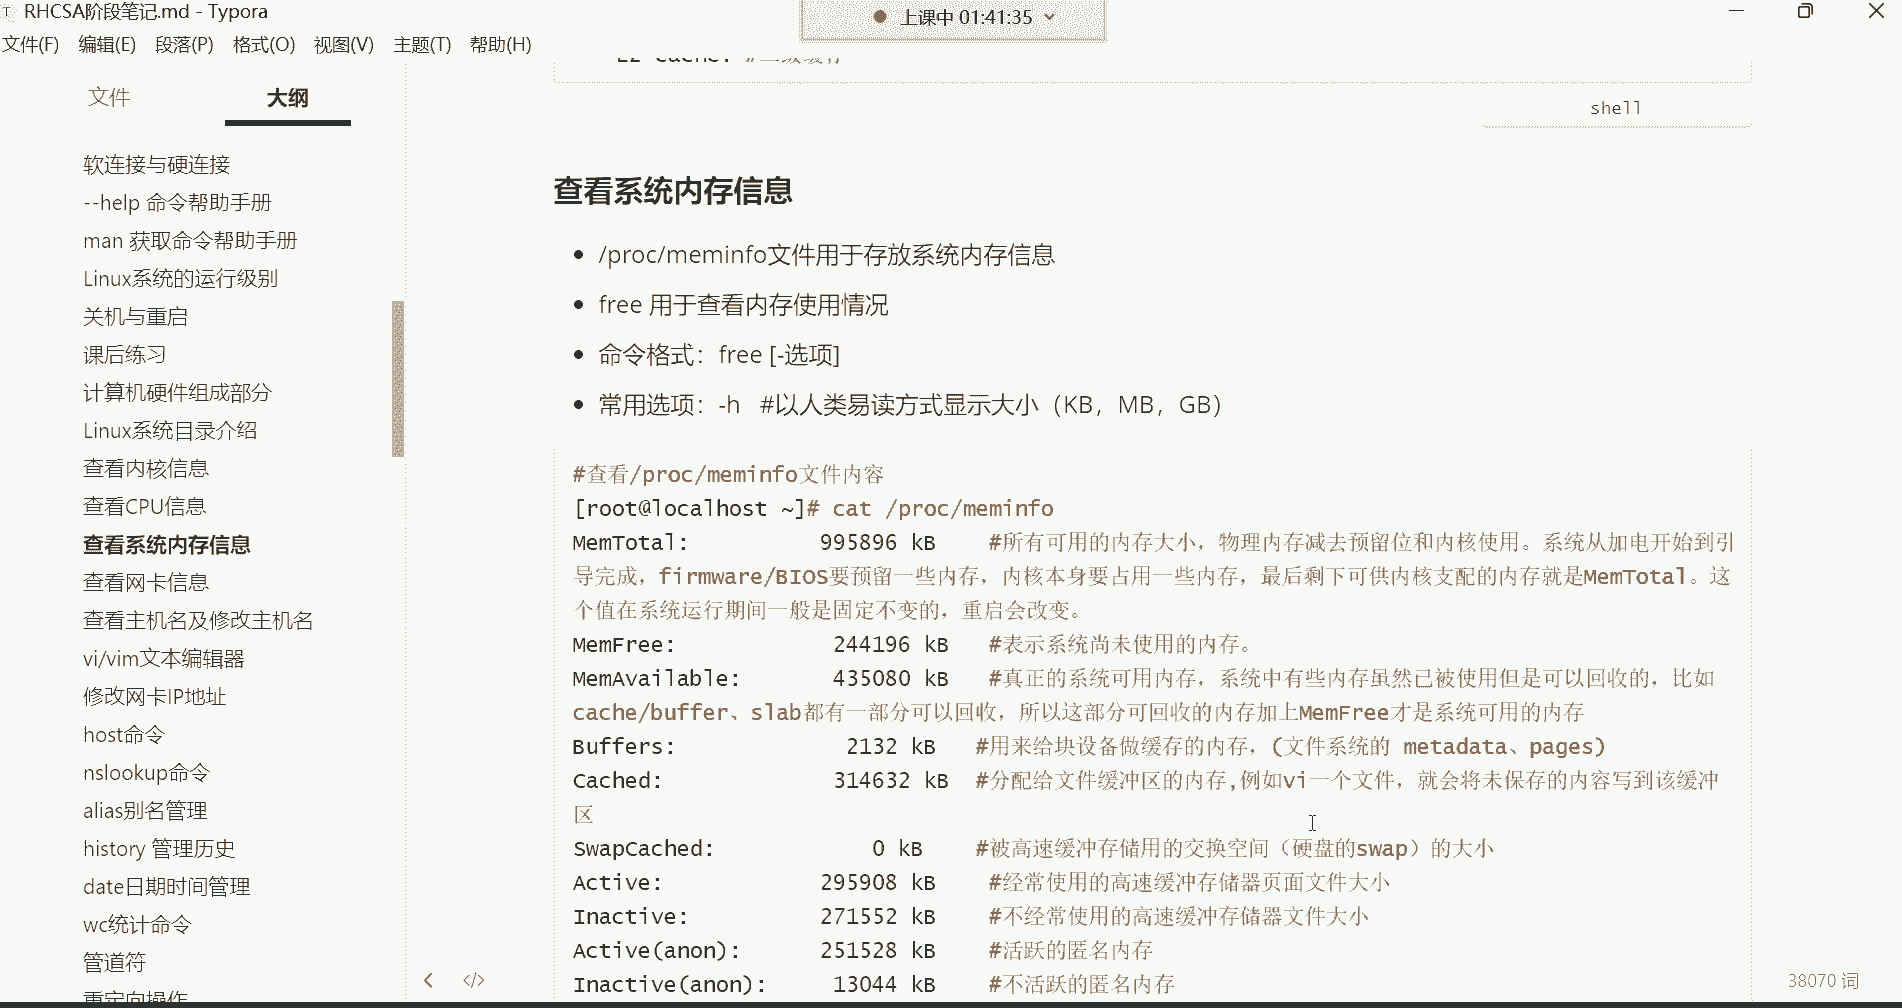 RHCSA阶段笔记.md - Typora
上课中 01:41:35
文件(F) 编辑(E) 段落(P) 格式(O) 视图(V) 主题(T) 帮助(H)
文件 大纲
软连接与硬连接
--help 命令帮助手册
man 获取命令帮助手册
Linux系统的运行级别
关机与重启
课后练习
计算机硬件组成部分
Linux系统目录介绍
查看内核信息
查看CPU信息
查看系统内存信息
查看网卡信息
查看主机名及修改主机名
vi/vim文本编辑器
修改网卡IP地址
host命令
nslookup命令
alias别名管理
history 管理历史
date日期时间管理
wc统计命令
管道符
重定向操作
L2 cache: #二级缓存
shell
查看系统内存信息
/proc/meminfo文件用于存放系统内存信息
free 用于查看内存使用情况
命令格式：free [-选项]
常用选项：-h #以人类易读方式显示大小（KB，MB，GB）
#查看/proc/meminfo文件内容
[root@localhost ~]# cat /proc/meminfo
MemTotal: 995896 kB #所有可用的内存大小，物理内存减去预留位和内核使用。系统从加电开始到引
导完成，firmware/BIOS要预留一些内存，内核本身要占用一些内存，最后剩下可供内核支配的内存就是MemTotal。这
个值在系统运行期间一般是固定不变的，重启会改变。
MemFree: 244196 kB #表示系统尚未使用的内存。
MemAvailable: 435080 kB #真正的系统可用内存，系统中有些内存虽然已被使用但是可以回收的，比如
cache/buffer、slab都有一部分可以回收，所以这部分可回收的内存加上MemFree才是系统可用的内存
Buffers: 2132 kB #用来给块设备做缓存的内存，(文件系统的 metadata、pages)
Cached: 314632 kB #分配给文件缓冲区的内存,例如vi一个文件，就会将未保存的内容写到该缓冲
区
SwapCached: 0 kB #被高速缓冲存储用的交换空间（硬盘的swap）的大小
Active: 295908 kB #经常使用的高速缓冲存储器页面文件大小
Inactive: 271552 kB #不经常使用的高速缓冲存储器文件大小
Active(anon): 251528 kB #活跃的匿名内存
Inactive(anon): 13044 kB #不活跃的匿名内存
38070 词